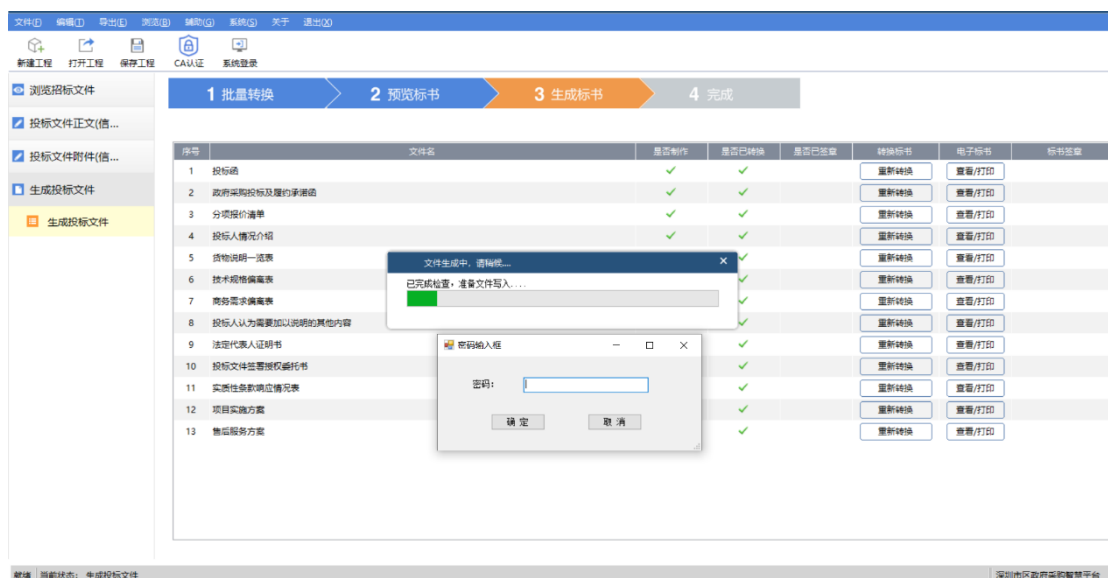 文件(F) 编辑(T) 导出(E) 浏览(B) 辅助(G) 系统(S) 关于 退出(X)
新建工程 打开工程 保存工程 CA认证 系统登录
浏览招标文件
投标文件正文(信...
投标文件附件(信...
生成投标文件
生成投标文件
1 批量转换 2 预览标书 3 生成标书 4 完成
序号 文件名 是否制作 是否已转换 是否已签章 转换标书 电子标书 标书签章
1 投标函 重新转换 查看/打印
2 政府采购投标及履约承诺函 重新转换 查看/打印
3 分项报价清单 重新转换 查看/打印
4 投标人情况介绍 重新转换 查看/打印
5 货物说明一览表 重新转换 查看/打印
6 技术规格偏离表 重新转换 查看/打印
7 商务需求偏离表 重新转换 查看/打印
8 投标人认为需要加以说明的其他内容 重新转换 查看/打印
9 法定代表人证明书 重新转换 查看/打印
10 投标文件签署授权委托书 重新转换 查看/打印
11 实质性条款响应情况表 重新转换 查看/打印
12 项目实施方案 重新转换 查看/打印
13 售后服务方案 重新转换 查看/打印
文件生成中，请稍候....
已完成检查，准备文件写入....
密码输入框
密码：
确 定 取 消
就绪 当前状态： 生成投标文件 深圳市区政府采购智慧平台